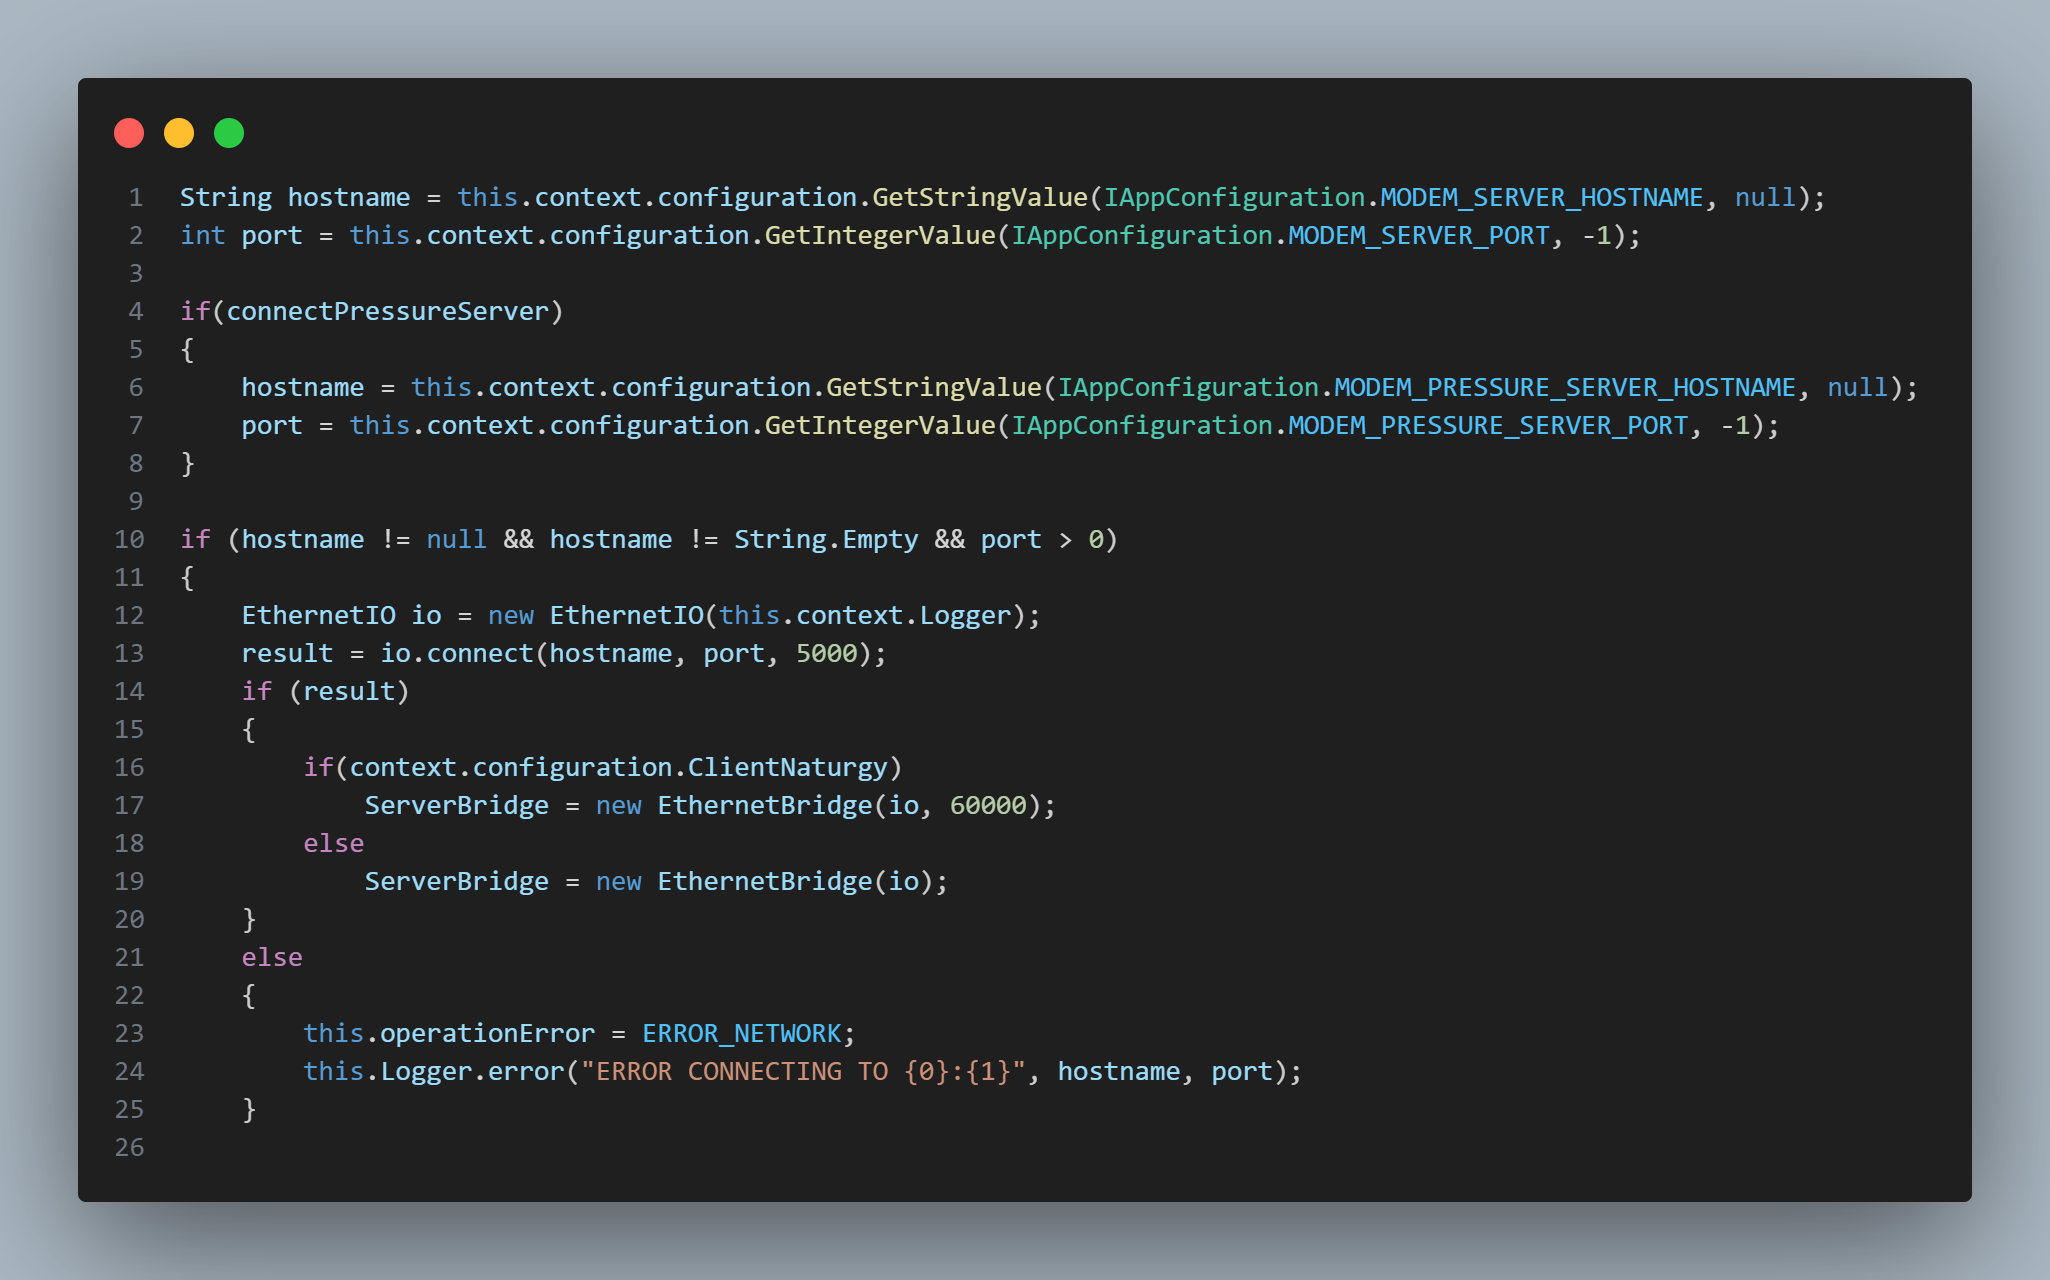 1 String hostname = this.context.configuration.GetStringValue(IAppConfiguration.MODEM_SERVER_HOSTNAME, null);
2 int port = this.context.configuration.GetIntegerValue(IAppConfiguration.MODEM_SERVER_PORT, -1);
3
4 if(connectPressureServer)
5 {
6     hostname = this.context.configuration.GetStringValue(IAppConfiguration.MODEM_PRESSURE_SERVER_HOSTNAME, null);
7     port = this.context.configuration.GetIntegerValue(IAppConfiguration.MODEM_PRESSURE_SERVER_PORT, -1);
8 }
9
10 if (hostname != null && hostname != String.Empty && port > 0)
11 {
12     EthernetIO io = new EthernetIO(this.context.Logger);
13     result = io.connect(hostname, port, 5000);
14     if (result)
15     {
16         if(context.configuration.ClientNaturgy)
17             ServerBridge = new EthernetBridge(io, 60000);
18         else
19             ServerBridge = new EthernetBridge(io);
20     }
21     else
22     {
23         this.operationError = ERROR_NETWORK;
24         this.Logger.error("ERROR CONNECTING TO {0}:{1}", hostname, port);
25     }
26